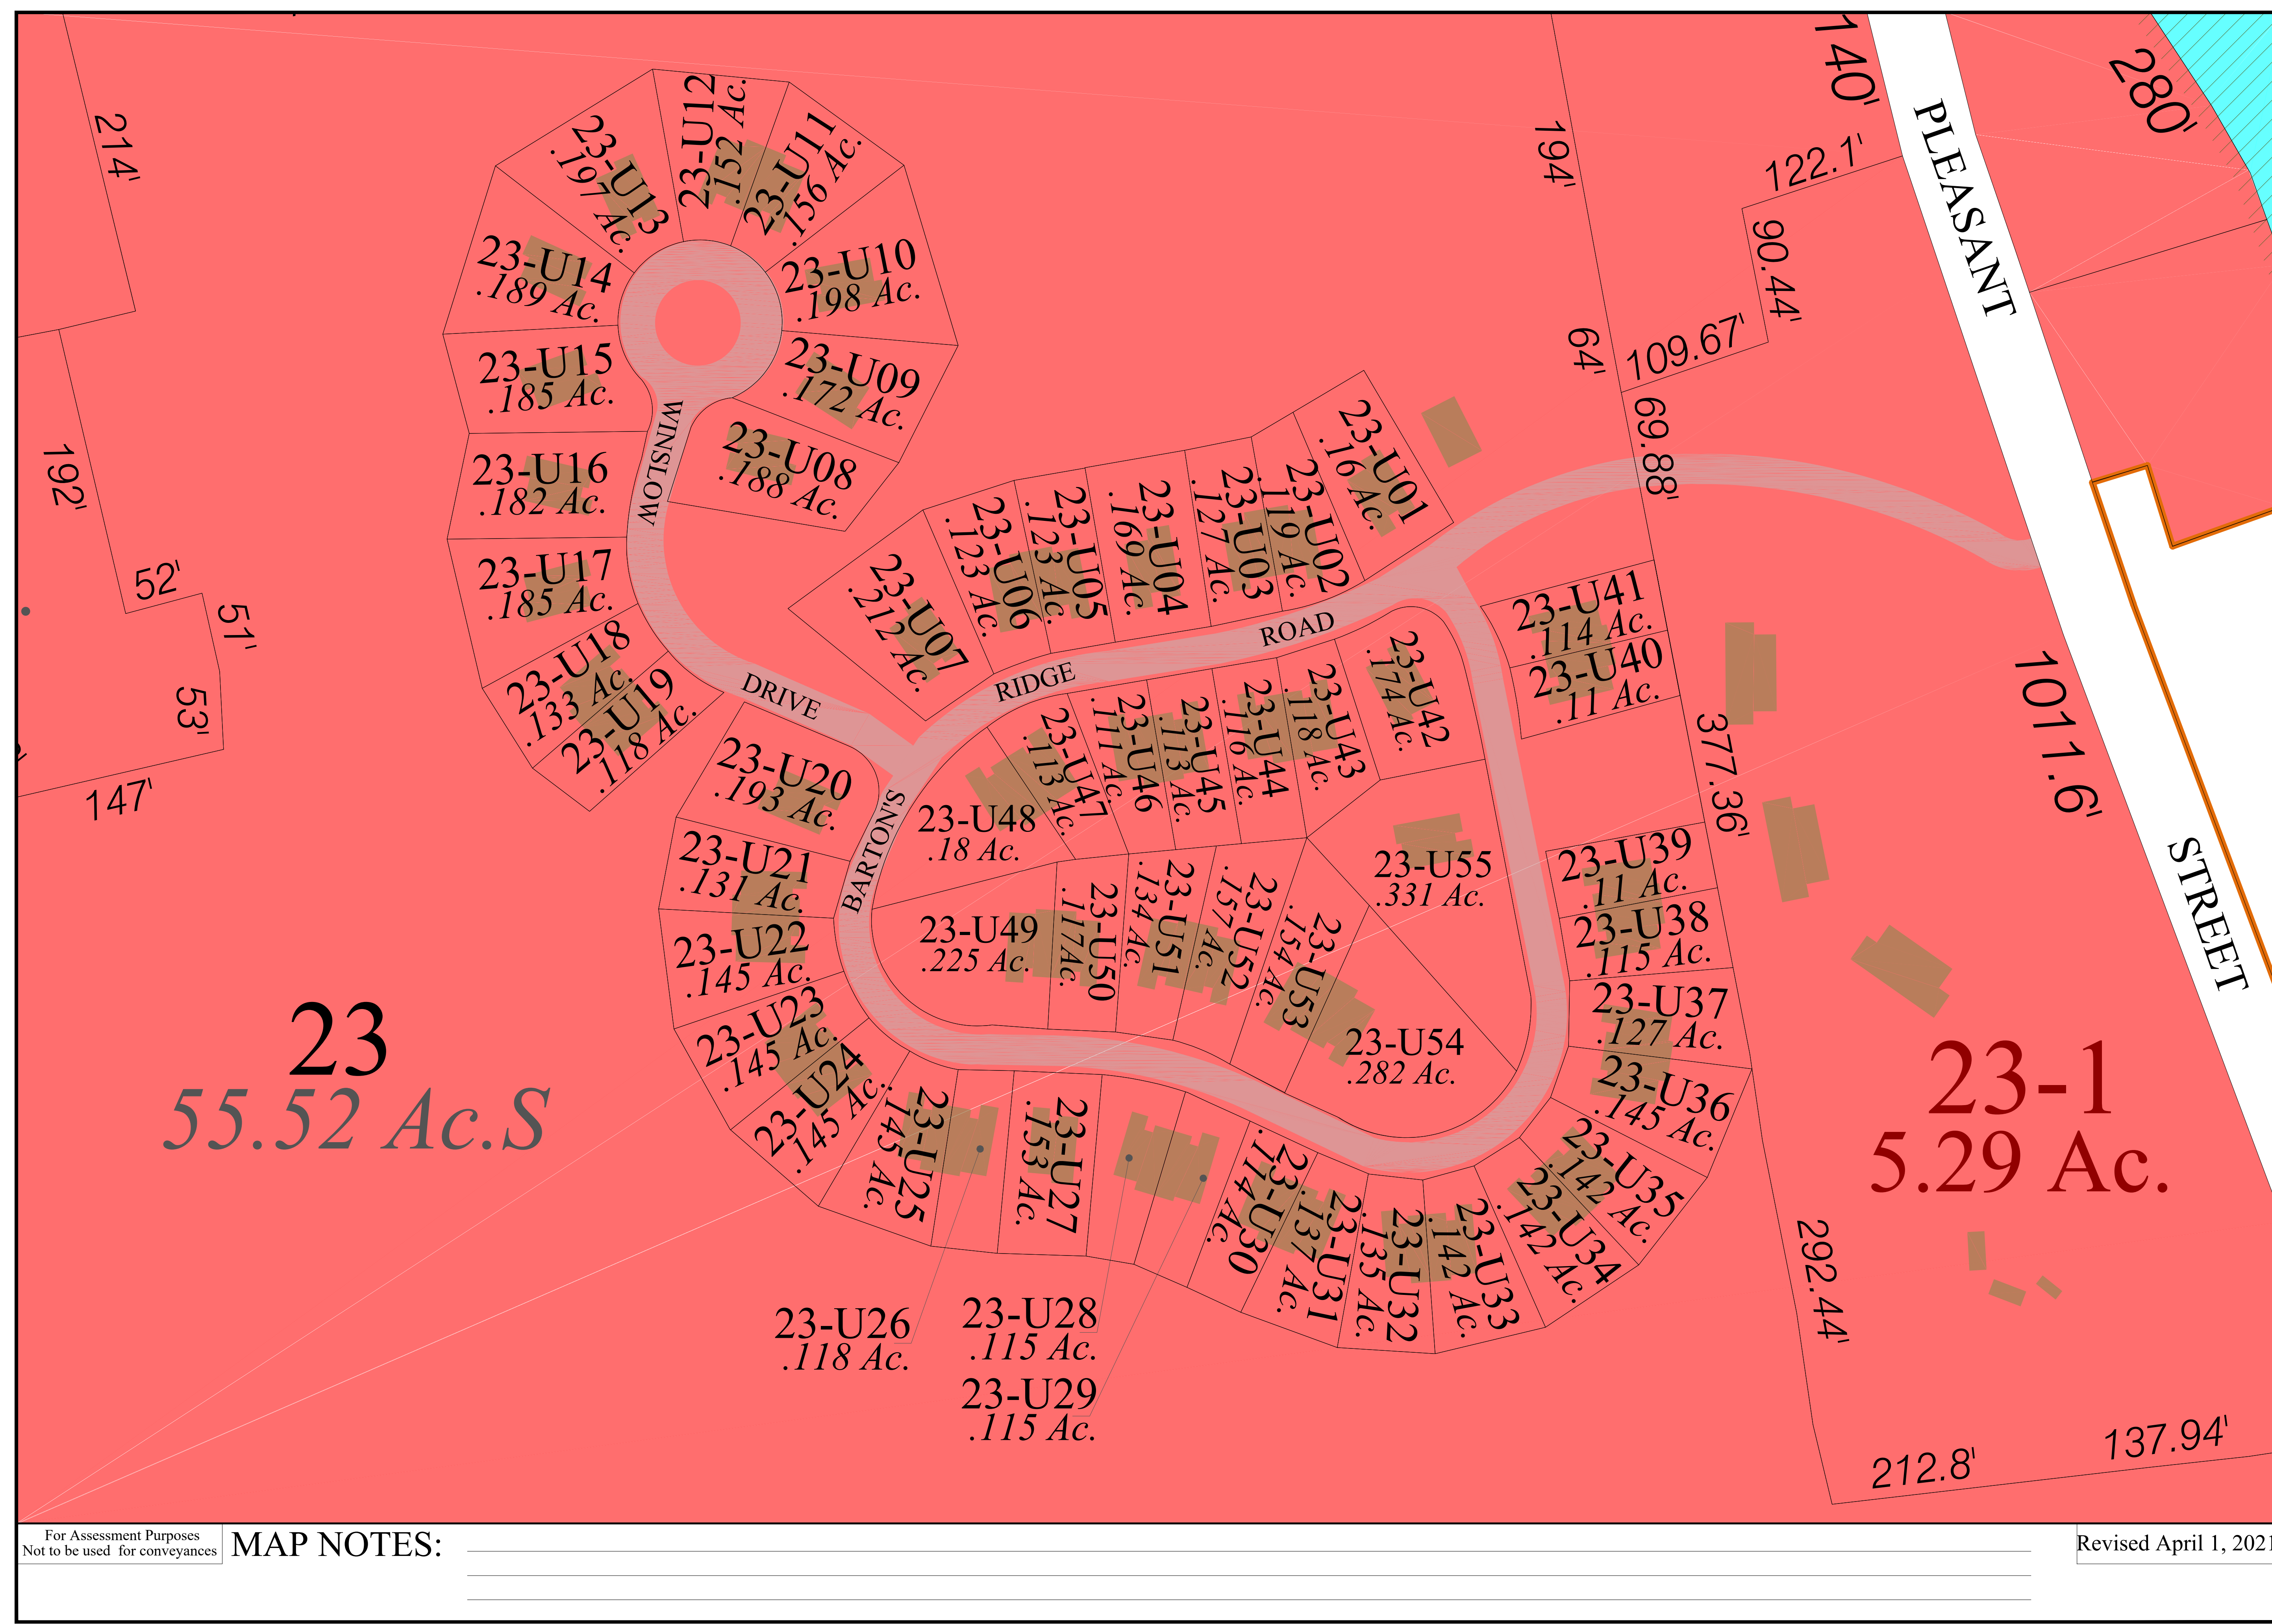 140'
280'
PLEASANT
STREET
214'
194'
122.1'
90.44'
64'
109.67'
69.88'
192'
52'
51'
53'
147'
377.36'
1011.6'
292.44'
212.8'
137.94'
23-U12
.152 Ac.
23-U11
.156 Ac.
23-U13
.197 Ac.
23-U14
.189 Ac.
23-U10
.198 Ac.
23-U15
.185 Ac.
23-U09
.172 Ac.
23-U16
.182 Ac.
23-U08
.188 Ac.
23-U17
.185 Ac.
23-U18
.133 Ac.
23-U19
.118 Ac.
WINSLOW
DRIVE
BARTON'S
RIDGE
ROAD
23-U07
.212 Ac.
23-U06
.123 Ac.
23-U05
.123 Ac.
23-U04
.169 Ac.
23-U03
.127 Ac.
23-U02
.119 Ac.
23-U01
.16 Ac.
23-U41
.114 Ac.
23-U40
.11 Ac.
23-U42
.174 Ac.
23-U43
.118 Ac.
23-U44
.116 Ac.
23-U45
.113 Ac.
23-U46
.111 Ac.
23-U47
.113 Ac.
23-U48
.18 Ac.
23-U20
.193 Ac.
23-U21
.131 Ac.
23-U22
.145 Ac.
23-U23
.145 Ac.
23-U24
.145 Ac.
23-U25
.145 Ac.
23-U49
.225 Ac.
23-U50
.117Ac.
23-U51
.134 Ac.
23-U52
.157 Ac.
23-U53
.154 Ac.
23-U54
.282 Ac.
23-U55
.331 Ac.
23-U39
.11 Ac.
23-U38
.115 Ac.
23-U37
.127 Ac.
23-U36
.145 Ac.
23-U35
.142 Ac.
23-U34
.142 Ac.
23-U33
.142 Ac.
23-U32
.135 Ac.
23-U31
.137 Ac.
23-U30
.114 Ac.
23-U27
.153 Ac.
23-U26
.118 Ac.
23-U28
.115 Ac.
23-U29
.115 Ac.
23
55.52 Ac.S
23-1
5.29 Ac.
For Assessment Purposes
Not to be used for conveyances
MAP NOTES:
Revised April 1, 2021